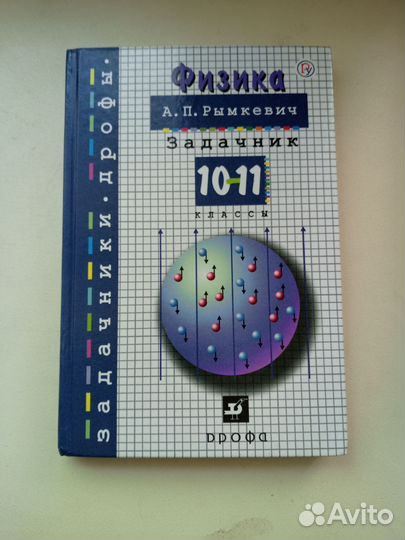 Физика
А.П.Рымкевич
Задачник
10-11
классы
дрофа
задачники.дрофы.
Avito